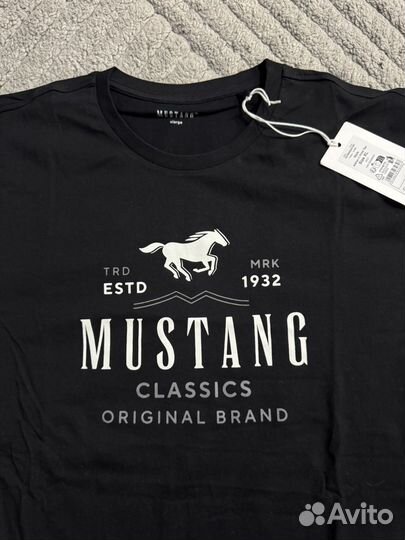 MUSTANG
xlarge
TRD MRK
ESTD 1932
MUSTANG
CLASSICS
ORIGINAL BRAND
Avito